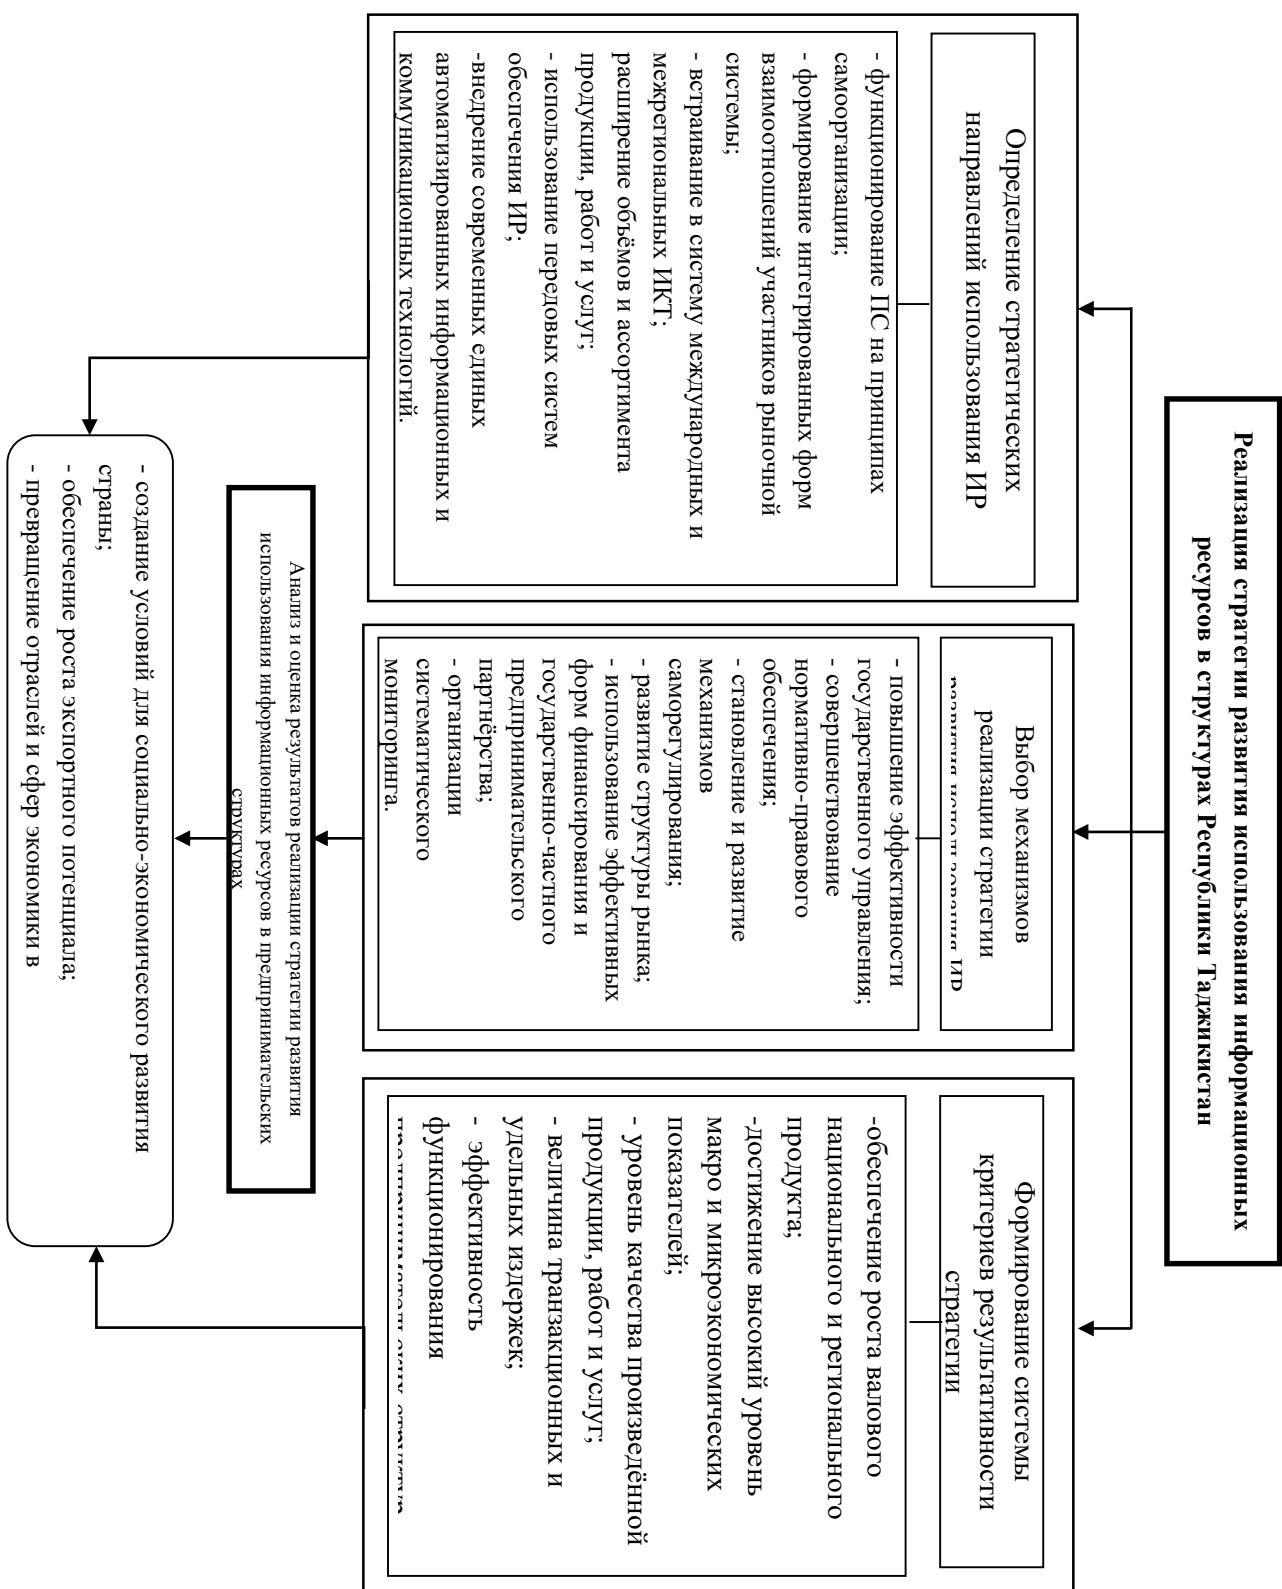 Реализация стратегии развития использования информационных
ресурсов в структурах Республики Таджикистан
Определение стратегических
направлений использования ИР
- функционирование ПС на принципах
самоорганизации;
- формирование интегрированных форм
взаимоотношений участников рыночной
системы;
- встраивание в систему международных и
межрегиональных ИКТ;
расширение объёмов и ассортимента
продукции, работ и услуг;
- использование передовых систем
обеспечения ИР;
-внедрение современных единых
автоматизированных информационных и
коммуникационных технологий.
Выбор механизмов
реализации стратегии
развития использования ИР
- повышение эффективности
государственного управления;
- совершенствование
нормативно-правового
обеспечения;
- становление и развитие
механизмов
саморегулирования;
- развитие структуры рынка;
- использование эффективных
форм финансирования и
государственно-частного
предпринимательского
партнёрства;
- организации
систематического
мониторинга.
Формирование системы
критериев результативности
стратегии
-обеспечение роста валового
национального и регионального
продукта;
-достижение высокий уровень
макро и микроэкономических
показателей;
- уровень качества произведённой
продукции, работ и услуг;
- величина транзакционных и
удельных издержек;
- эффективность
функционирования
предпринимательских структур
Анализ и оценка результатов реализации стратегии развития
использования информационных ресурсов в предпринимательских
структурах
- создание условий для социально-экономического развития
страны;
- обеспечение роста экспортного потенциала;
- превращение отраслей и сфер экономики в